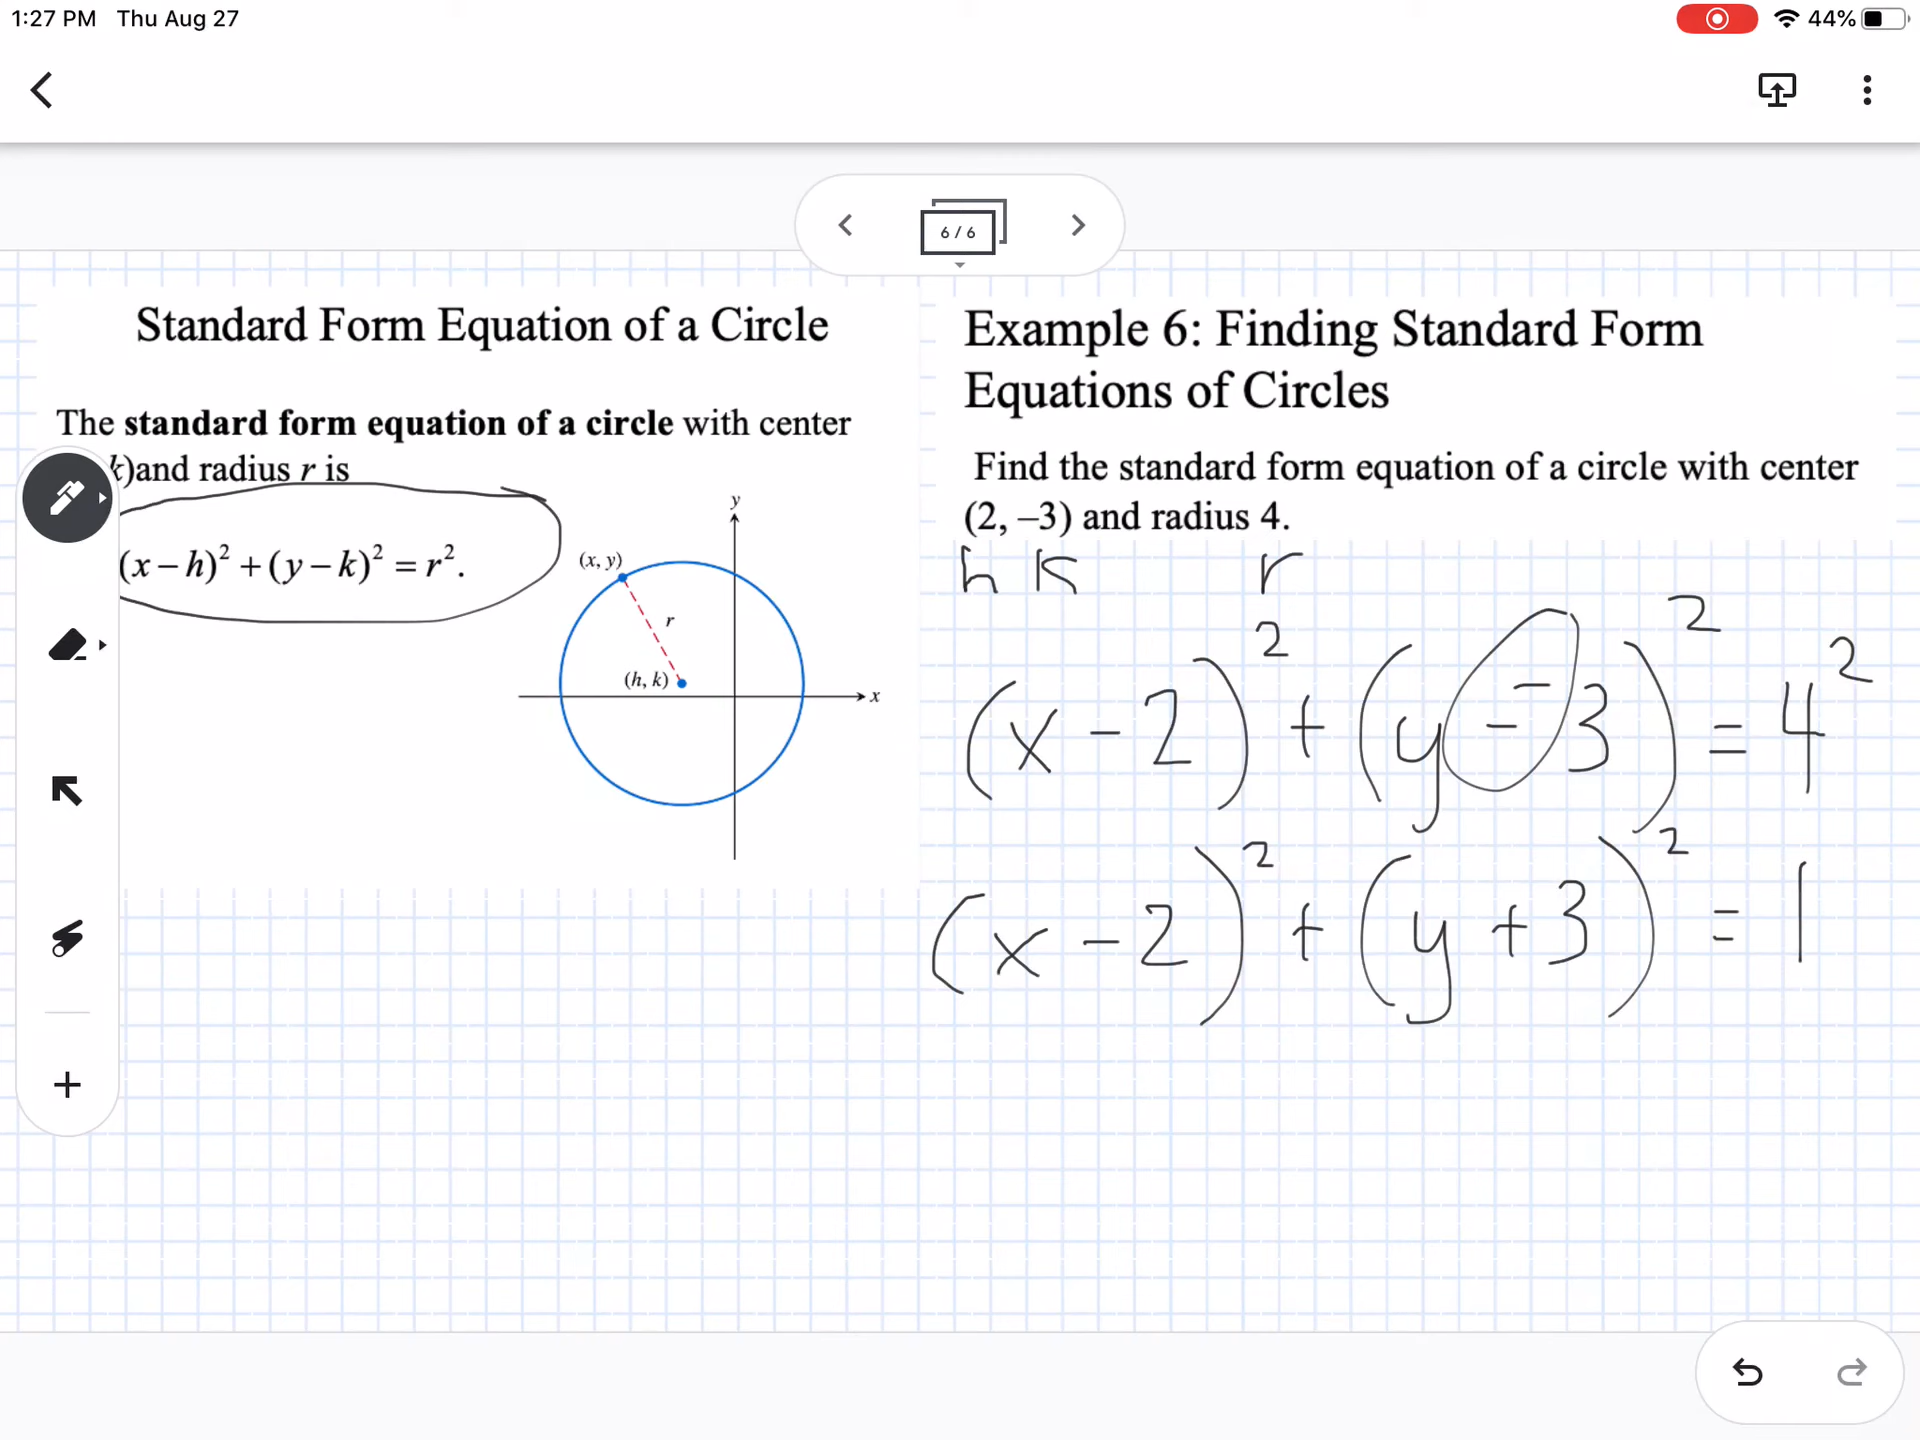 1:27 PM Thu Aug 27
44%
6 / 6
Standard Form Equation of a Circle
The standard form equation of a circle with center
k)and radius r is
(x – h)² + (y – k)² = r².
y
(x, y)
r
(h, k)
x
Example 6: Finding Standard Form
Equations of Circles
Find the standard form equation of a circle with center
(2, –3) and radius 4.
h k r
(x - 2)² + (y - - 3)² = 4²
(x - 2)² + (y + 3)² = 1